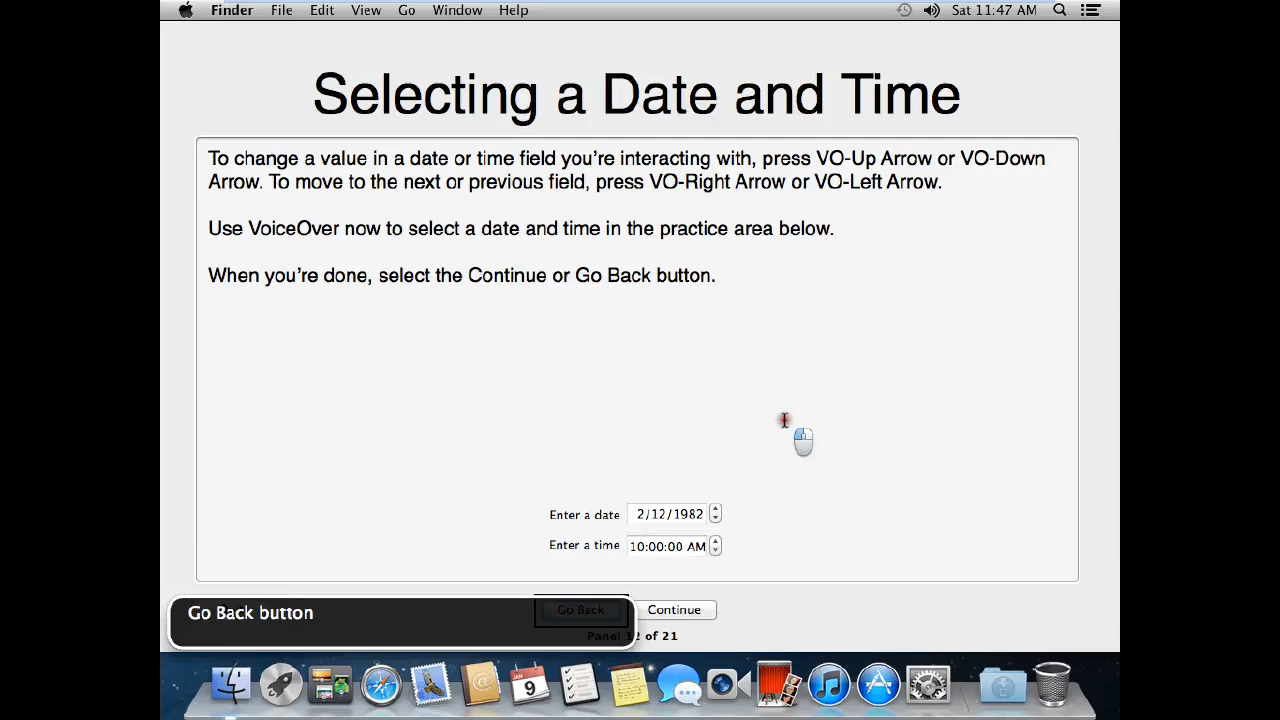 Finder File Edit View Go Window Help Sat 11:47 AM
Selecting a Date and Time
To change a value in a date or time field you're interacting with, press VO-Up Arrow or VO-Down
Arrow. To move to the next or previous field, press VO-Right Arrow or VO-Left Arrow.
Use VoiceOver now to select a date and time in the practice area below.
When you're done, select the Continue or Go Back button.
Enter a date 2/12/1982
Enter a time 10:00:00 AM
Go Back button
Go Back Continue
Panel 12 of 21
JAN
9